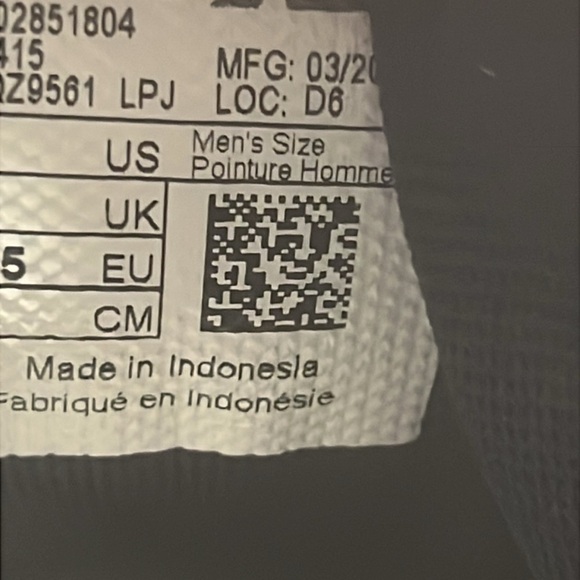 02851804
415
QZ9561 LPJ
MFG: 03/20
LOC: D6
US
Men's Size
Pointure Homme
UK
5 EU
CM
Made in Indonesia
Fabriqué en Indonésie